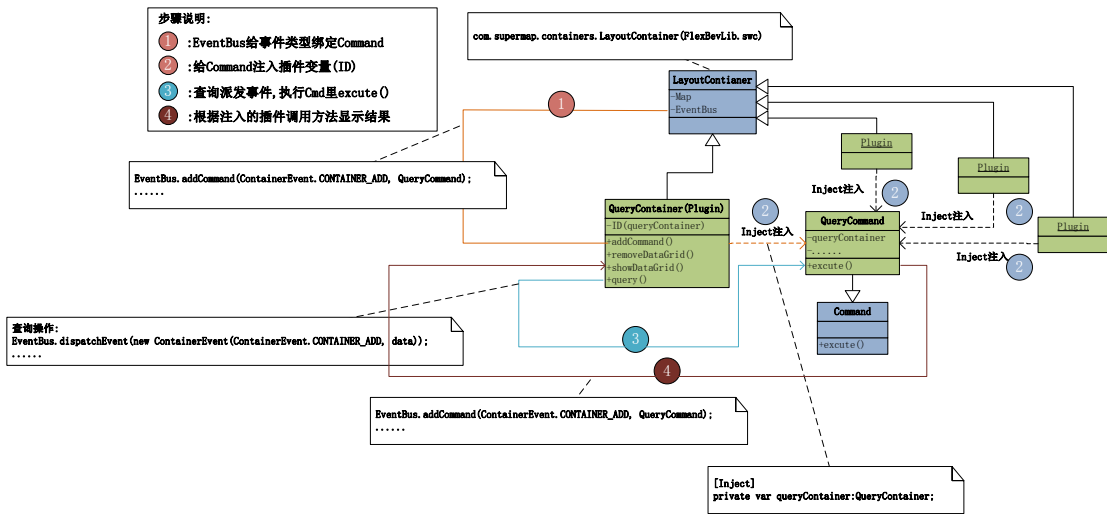 步骤说明:
1 :EventBus给事件类型绑定Command
2 :给Command注入插件变量(ID)
3 :查询派发事件,执行Cmd里excute()
4 :根据注入的插件调用方法显示结果
com.supermap.containers.LayoutContainer(FlexBevLib.swc)
LayoutContianer
-Map
-EventBus
1
EventBus.addCommand(ContainerEvent.CONTAINER_ADD, QueryCommand);
......
Plugin
Plugin
Plugin
Inject注入
2
Inject注入
2
Inject注入
2
QueryContainer(Plugin)
-ID(queryContainer)
+addCommand()
+removeDataGrid()
+showDataGrid()
+query()
2
Inject注入
QueryCommand
-queryContainer
-......
+excute()
Command
+excute()
查询操作:
EventBus.dispatchEvent(new ContainerEvent(ContainerEvent.CONTAINER_ADD, data));
......
3
4
EventBus.addCommand(ContainerEvent.CONTAINER_ADD, QueryCommand);
......
[Inject]
private var queryContainer:QueryContainer;